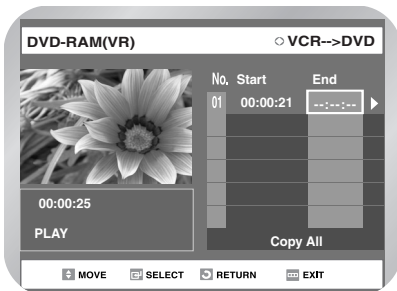 DVD-RAM(VR) VCR-->DVD
No. Start End
01 00:00:21 --:--:--
00:00:25
PLAY
Copy All
MOVE SELECT RETURN EXIT